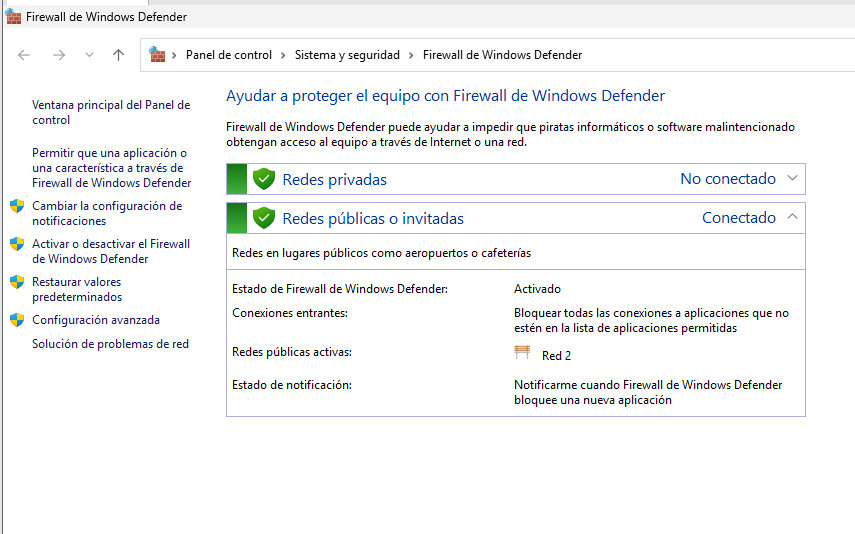 Firewall de Windows Defender
Panel de control > Sistema y seguridad > Firewall de Windows Defender
Ventana principal del Panel de
control
Permitir que una aplicación o
una característica a través de
Firewall de Windows Defender
Cambiar la configuración de
notificaciones
Activar o desactivar el Firewall
de Windows Defender
Restaurar valores
predeterminados
Configuración avanzada
Solución de problemas de red
Ayudar a proteger el equipo con Firewall de Windows Defender
Firewall de Windows Defender puede ayudar a impedir que piratas informáticos o software malintencionado
obtengan acceso al equipo a través de Internet o una red.
Redes privadas No conectado
Redes públicas o invitadas Conectado
Redes en lugares públicos como aeropuertos o cafeterías
Estado de Firewall de Windows Defender: Activado
Conexiones entrantes: Bloquear todas las conexiones a aplicaciones que no
estén en la lista de aplicaciones permitidas
Redes públicas activas: Red 2
Estado de notificación: Notificarme cuando Firewall de Windows Defender
bloquee una nueva aplicación